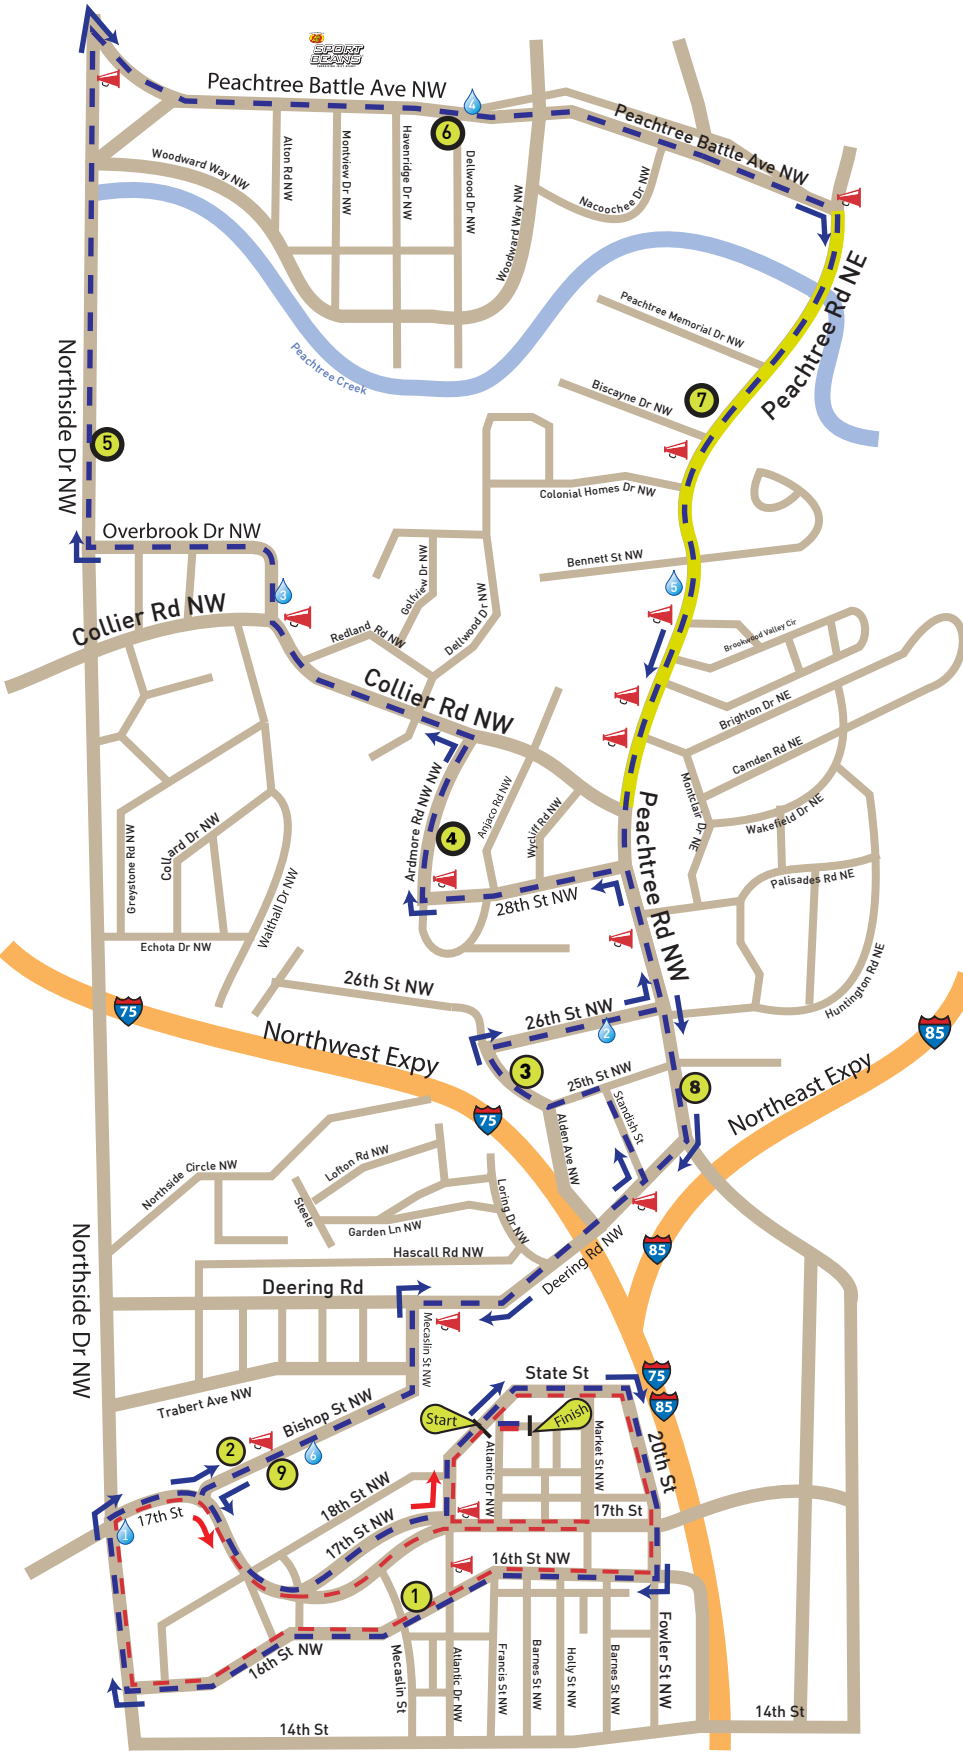 SPORT
BEANS
Peachtree Battle Ave NW
4
6
Peachtree Battle Ave NW
Woodward Way NW
Alton Rd NW
Montview Dr NW
Havenridge Dr NW
Dellwood Dr NW
Woodward Way NW
Nacoochee Dr NW
Peachtree Rd NE
Peachtree Memorial Dr NW
Peachtree Creek
Biscayne Dr NW
7
Northside Dr NW
5
Colonial Homes Dr NW
Overbrook Dr NW
Bennett St NW
5
3
Golfview Dr NW
Collier Rd NW
Redland Rd NW
Dellwood Dr NW
Brookwood Valley Cir
Collier Rd NW
Brighton Dr NE
Camden Rd NE
Ardmore Rd NW NW
Anjaco Rd NW
Wycliff Rd NW
Peachtree Rd NW
Montclair Dr NE
Wakefield Dr NE
4
Greystone Rd NW
Collard Dr NW
Walthall Dr NW
Palisades Rd NE
28th St NW
Echota Dr NW
Huntington Rd NE
26th St NW
75
Northwest Expy
26th St NW
2
85
3
25th St NW
8
Northeast Expy
75
Standish St
Alden Ave NW
Northside Circle NW
Lofton Rd NW
Steele
Loring Dr NW
Garden Ln NW
Hascall Rd NW
Deering Rd NW
85
Northside Dr NW
Deering Rd
Mecaslin St NW
State St
75
85
Trabert Ave NW
Bishop St NW
Start
Finish
2
9
6
Atlantic Dr NW
Market St NW
20th St
18th St NW
17th St
17th St
1
17th St NW
16th St NW
1
Fowler St NW
16th St NW
Mecaslin St
Atlantic Dr NW
Francis St NW
Barnes St NW
Holly St NW
Barnes St NW
14th St
14th St